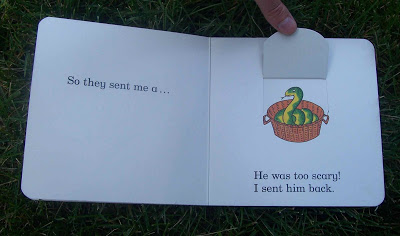 So they sent me a...
He was too scary!
I sent him back.